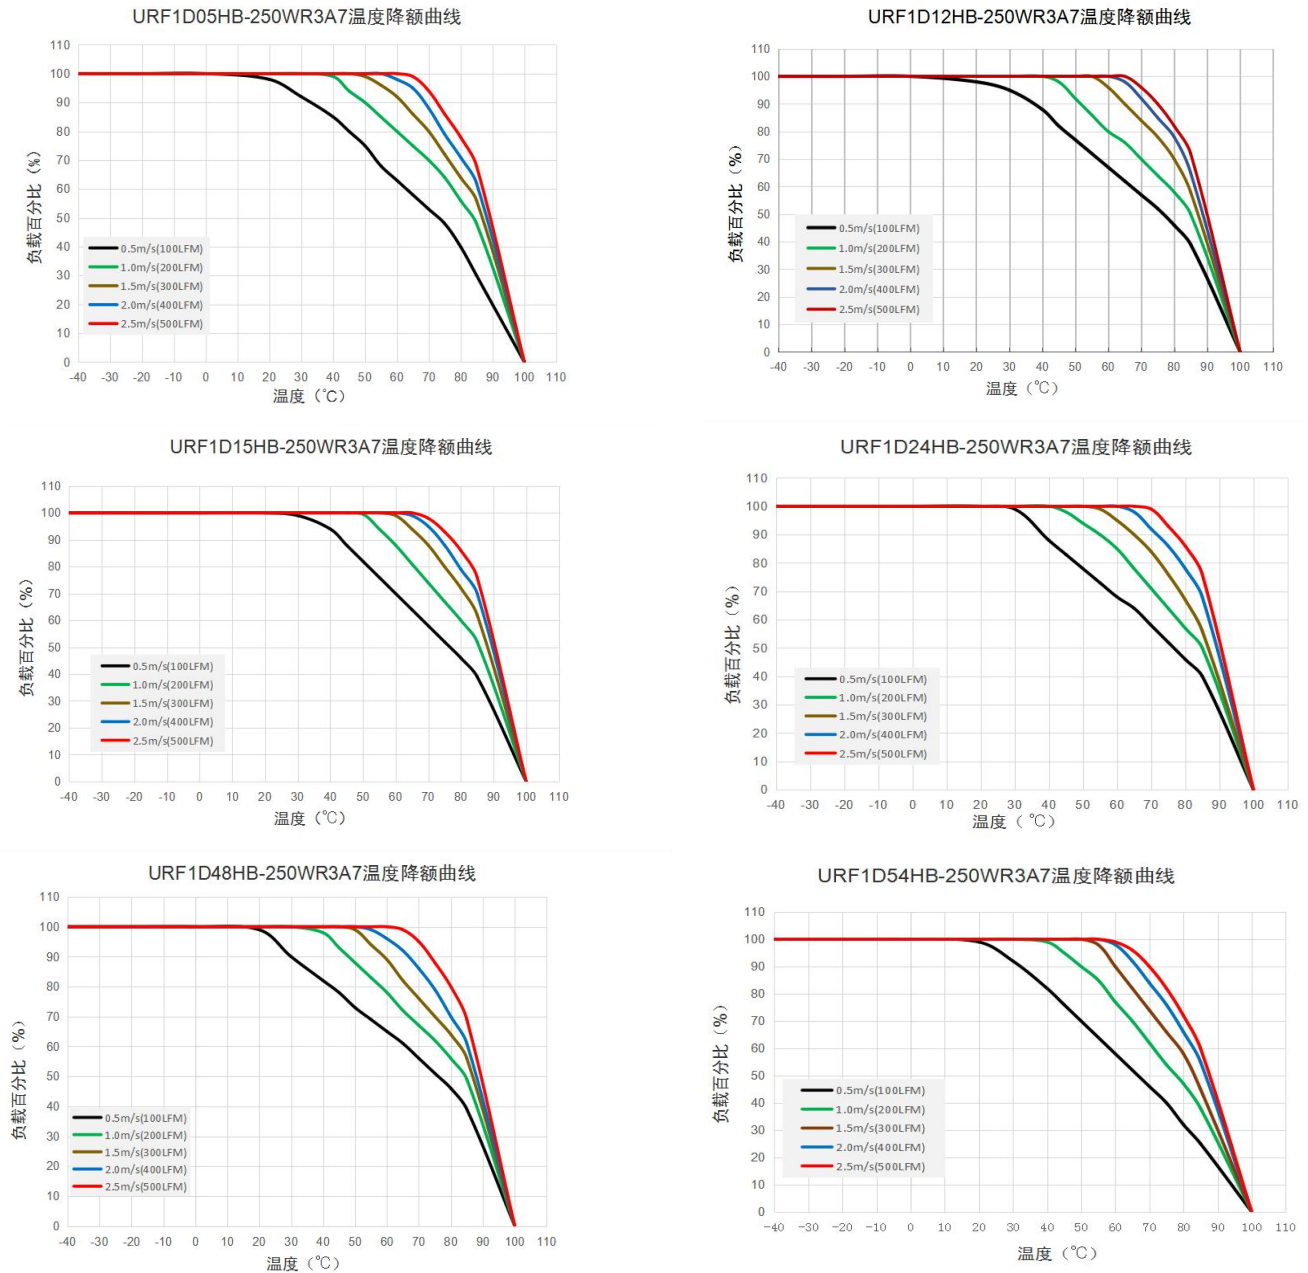 URF1D05HB-250WR3A7温度降额曲线
110
100
90
80
70
60
50
40
30
20
10
0
负载百分比（%）
0.5m/s(100LFM)
1.0m/s(200LFM)
1.5m/s(300LFM)
2.0m/s(400LFM)
2.5m/s(500LFM)
-40 -30 -20 -10 0 10 20 30 40 50 60 70 80 90 100 110
温度（℃）
URF1D12HB-250WR3A7温度降额曲线
110
100
90
80
70
60
50
40
30
20
10
0
负载百分比（%）
0.5m/s(100LFM)
1.0m/s(200LFM)
1.5m/s(300LFM)
2.0m/s(400LFM)
2.5m/s(500LFM)
-40 -30 -20 -10 0 10 20 30 40 50 60 70 80 90 100 110
温度（℃）
URF1D15HB-250WR3A7温度降额曲线
110
100
90
80
70
60
50
40
30
20
10
0
负载百分比（%）
0.5m/s(100LFM)
1.0m/s(200LFM)
1.5m/s(300LFM)
2.0m/s(400LFM)
2.5m/s(500LFM)
-40 -30 -20 -10 0 10 20 30 40 50 60 70 80 90 100 110
温度（℃）
URF1D24HB-250WR3A7温度降额曲线
110
100
90
80
70
60
50
40
30
20
10
0
负载百分比（%）
0.5m/s(100LFM)
1.0m/s(200LFM)
1.5m/s(300LFM)
2.0m/s(400LFM)
2.5m/s(500LFM)
-40 -30 -20 -10 0 10 20 30 40 50 60 70 80 90 100 110
温度（℃）
URF1D48HB-250WR3A7温度降额曲线
110
100
90
80
70
60
50
40
30
20
10
0
负载百分比（%）
0.5m/s(100LFM)
1.0m/s(200LFM)
1.5m/s(300LFM)
2.0m/s(400LFM)
2.5m/s(500LFM)
-40 -30 -20 -10 0 10 20 30 40 50 60 70 80 90 100 110
温度（℃）
URF1D54HB-250WR3A7温度降额曲线
110
100
90
80
70
60
50
40
30
20
10
0
负载百分比（%）
0.5m/s(100LFM)
1.0m/s(200LFM)
1.5m/s(300LFM)
2.0m/s(400LFM)
2.5m/s(500LFM)
-40 -30 -20 -10 0 10 20 30 40 50 60 70 80 90 100 110
温度（℃）